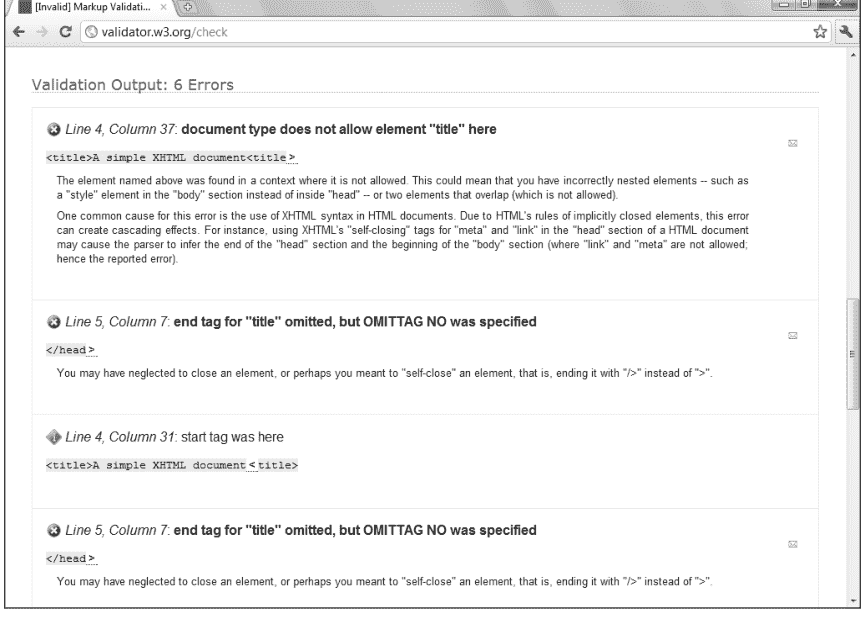 [Invalid] Markup Validati...
validator.w3.org/check
Validation Output: 6 Errors
Line 4, Column 37: document type does not allow element "title" here
<title>A simple XHTML document<title>
The element named above was found in a context where it is not allowed. This could mean that you have incorrectly nested elements -- such as
a "style" element in the "body" section instead of inside "head" -- or two elements that overlap (which is not allowed).
One common cause for this error is the use of XHTML syntax in HTML documents. Due to HTML's rules of implicitly closed elements, this error
can create cascading effects. For instance, using XHTML's "self-closing" tags for "meta" and "link" in the "head" section of a HTML document
may cause the parser to infer the end of the "head" section and the beginning of the "body" section (where "link" and "meta" are not allowed;
hence the reported error).
Line 5, Column 7: end tag for "title" omitted, but OMITTAG NO was specified
</head>
You may have neglected to close an element, or perhaps you meant to "self-close" an element, that is, ending it with "/>" instead of ">".
Line 4, Column 31: start tag was here
<title>A simple XHTML document<title>
Line 5, Column 7: end tag for "title" omitted, but OMITTAG NO was specified
</head>
You may have neglected to close an element, or perhaps you meant to "self-close" an element, that is, ending it with "/>" instead of ">".